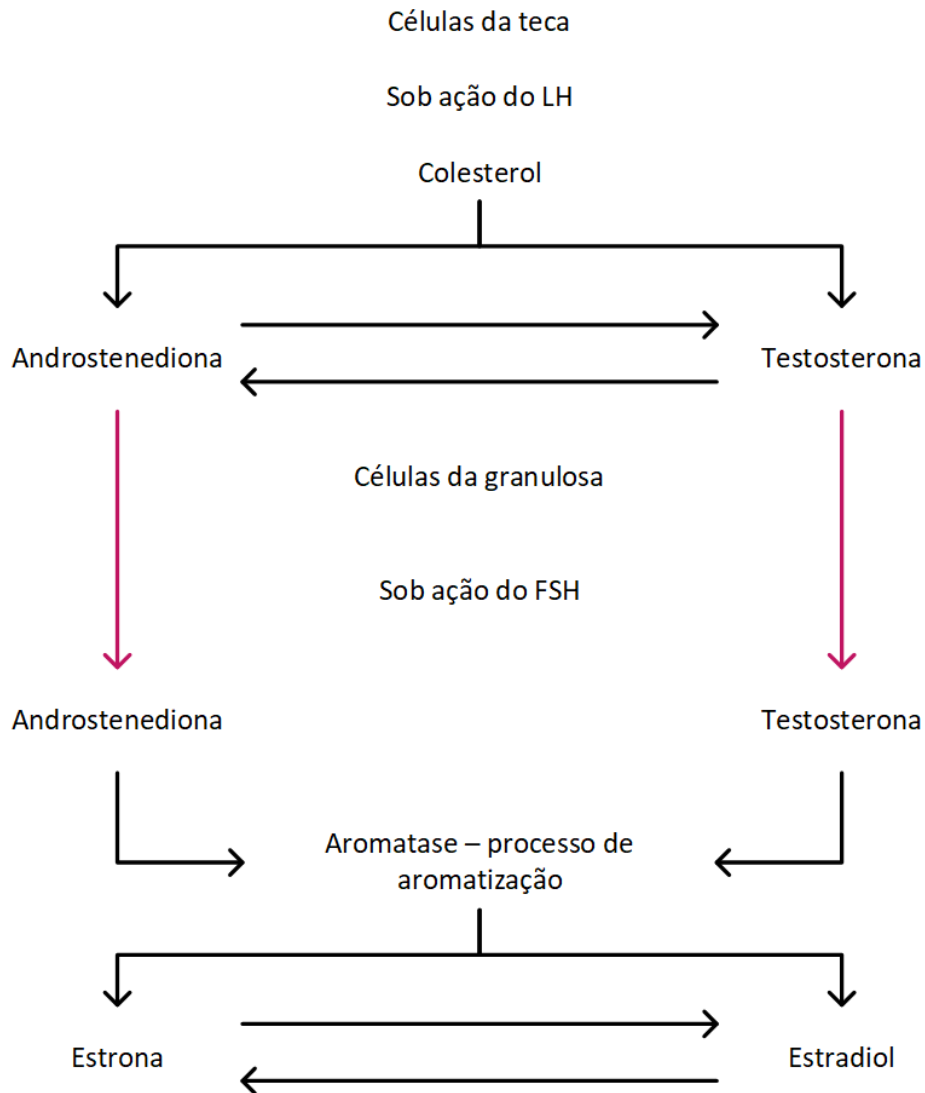 Células da teca
Sob ação do LH
Colesterol
Androstenediona
Testosterona
Células da granulosa
Sob ação do FSH
Androstenediona
Testosterona
Aromatase – processo de
aromatização
Estrona
Estradiol